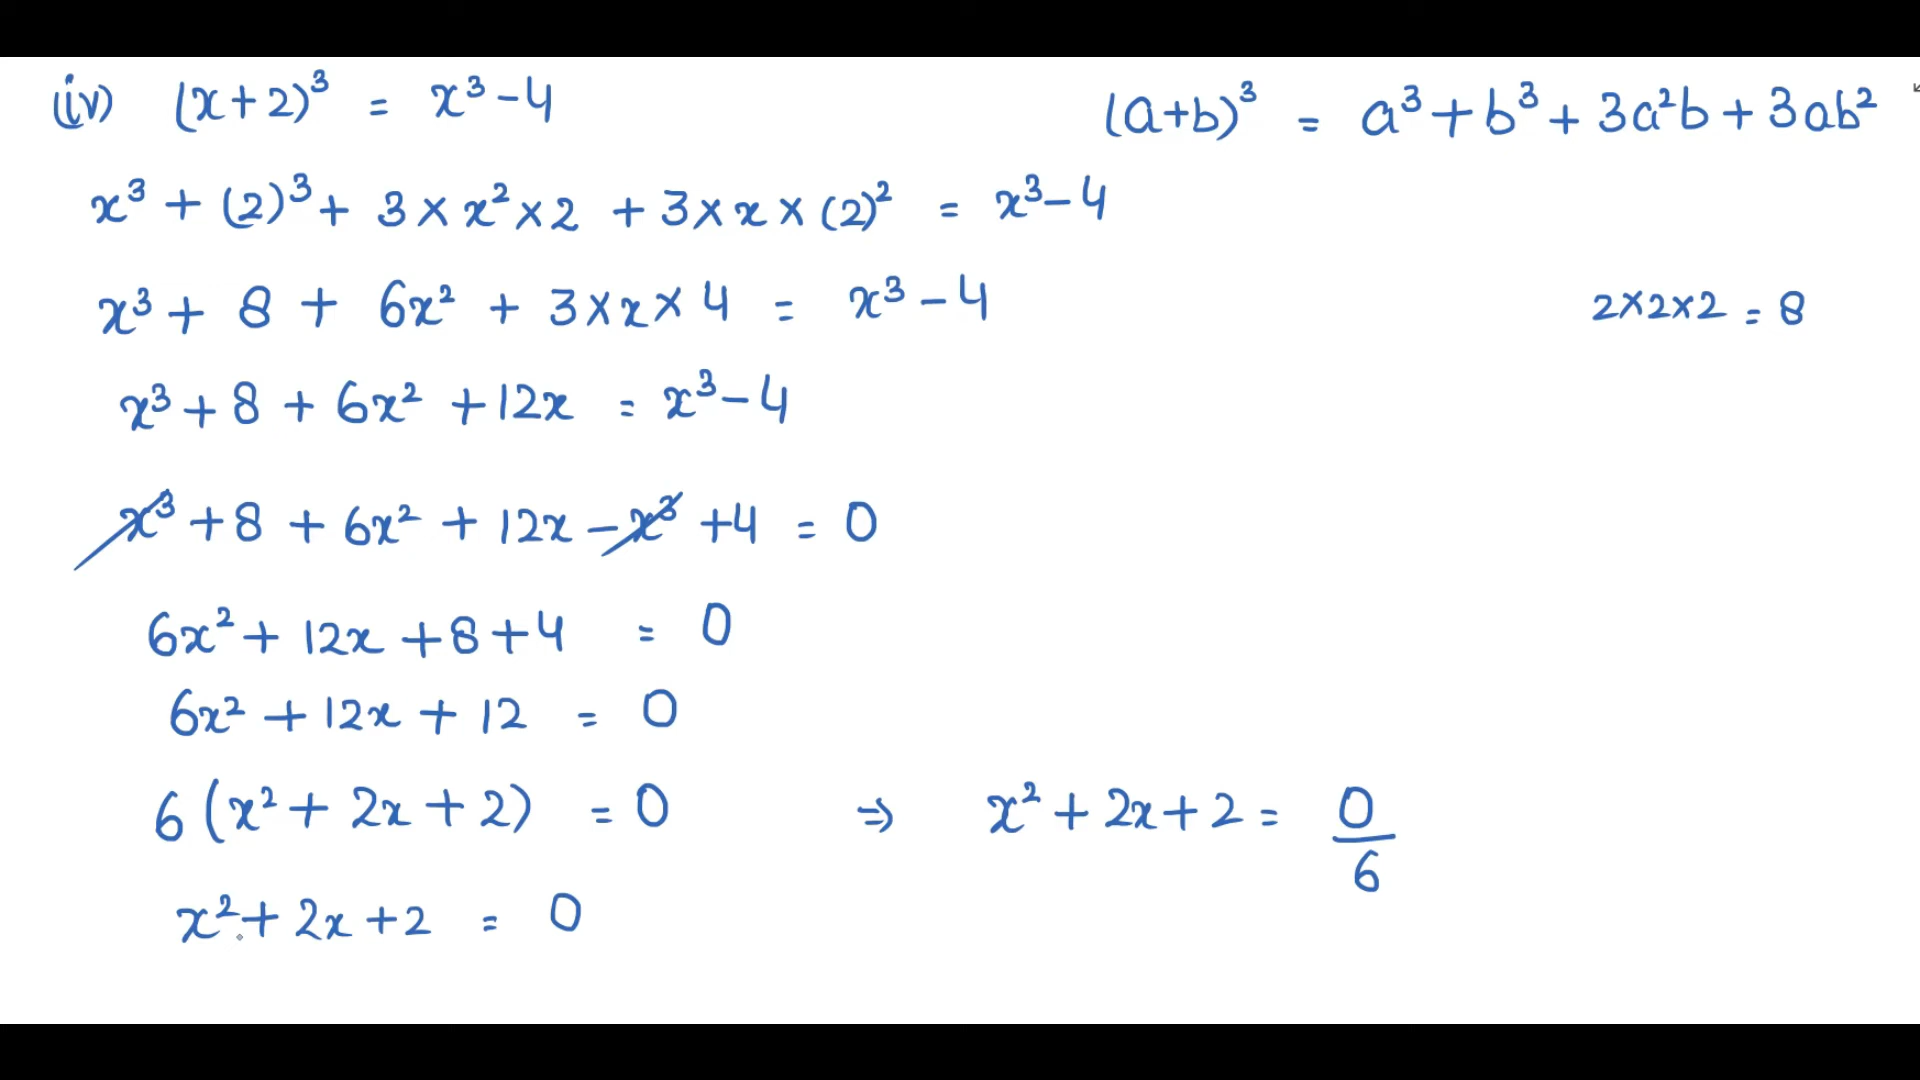 (iv) (x+2)³ = x³-4
(a+b)³ = a³+b³+3a²b+3ab²
x³ + (2)³ + 3×x²×2 + 3×x×(2)² = x³-4
x³ + 8 + 6x² + 3×x×4 = x³-4
2×2×2 = 8
x³ + 8 + 6x² + 12x = x³-4
x³ + 8 + 6x² + 12x - x³ + 4 = 0
6x² + 12x + 8 + 4 = 0
6x² + 12x + 12 = 0
6(x² + 2x + 2) = 0 ⇒ x² + 2x + 2 = 0/6
x² + 2x + 2 = 0